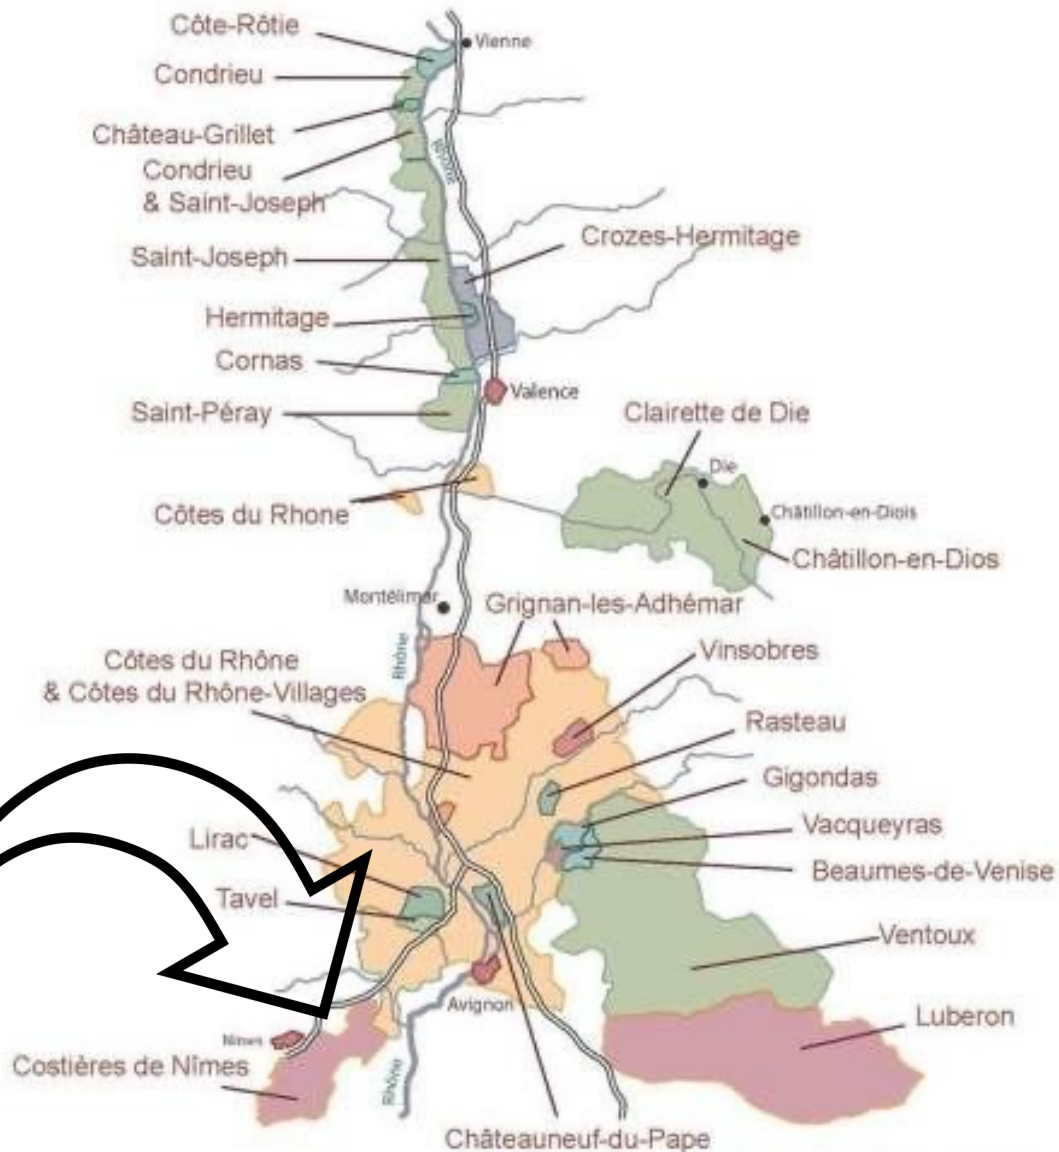 Côte-Rôtie
Vienne
Condrieu
Château-Grillet
Condrieu
& Saint-Joseph
Rhône
Crozes-Hermitage
Saint-Joseph
Hermitage
Cornas
Valence
Saint-Péray
Clairette de Die
Die
Côtes du Rhone
Châtillon-en-Diois
Châtillon-en-Dios
Montélimar
Grignan-les-Adhémar
Rhône
Vinsobres
Côtes du Rhône
& Côtes du Rhône-Villages
Rasteau
Gigondas
Vacqueyras
Lirac
Beaumes-de-Venise
Tavel
Ventoux
Avignon
Luberon
Nîmes
Costières de Nîmes
Rhône
Châteauneuf-du-Pape